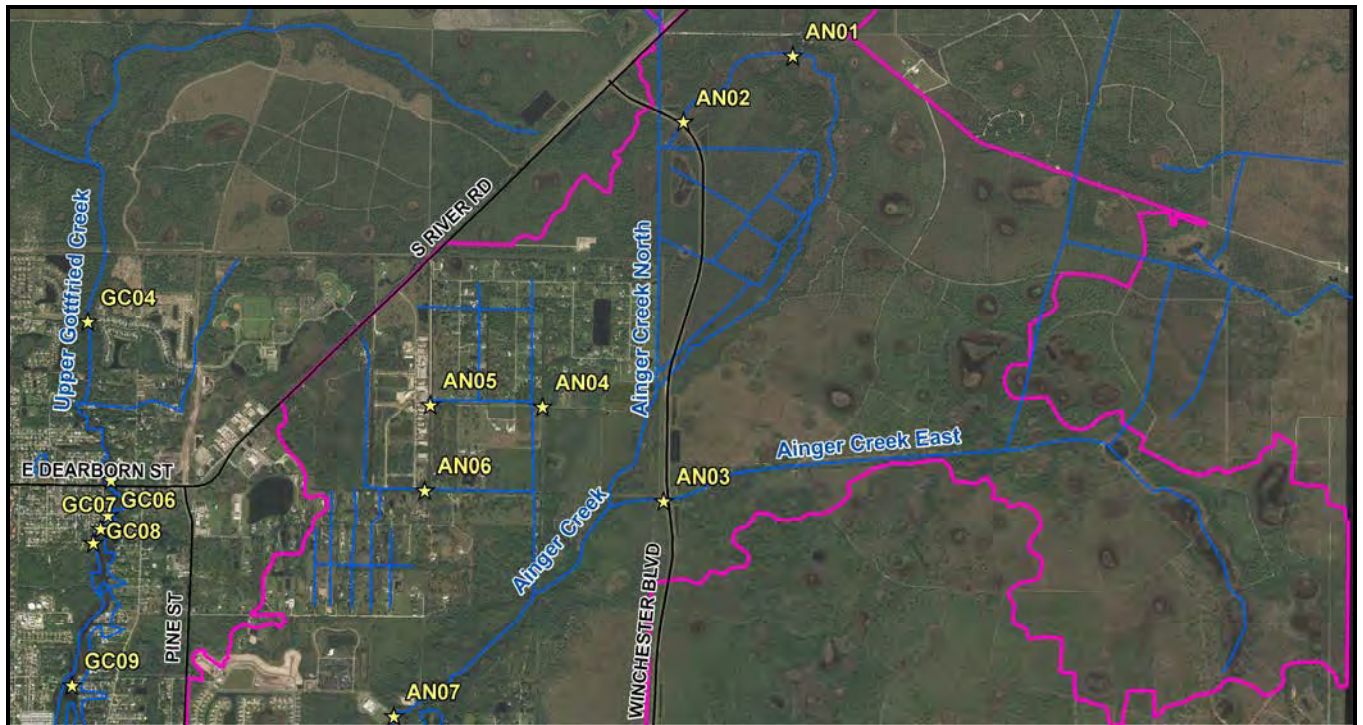 AN01
AN02
S RIVER RD
Upper Gottfried Creek
GC04
Ainger Creek North
AN05
AN04
Ainger Creek East
E DEARBORN ST
AN06
AN03
GC06
GC07
GC08
Ainger Creek
PINE ST
WINCHESTER BLVD
GC09
AN07